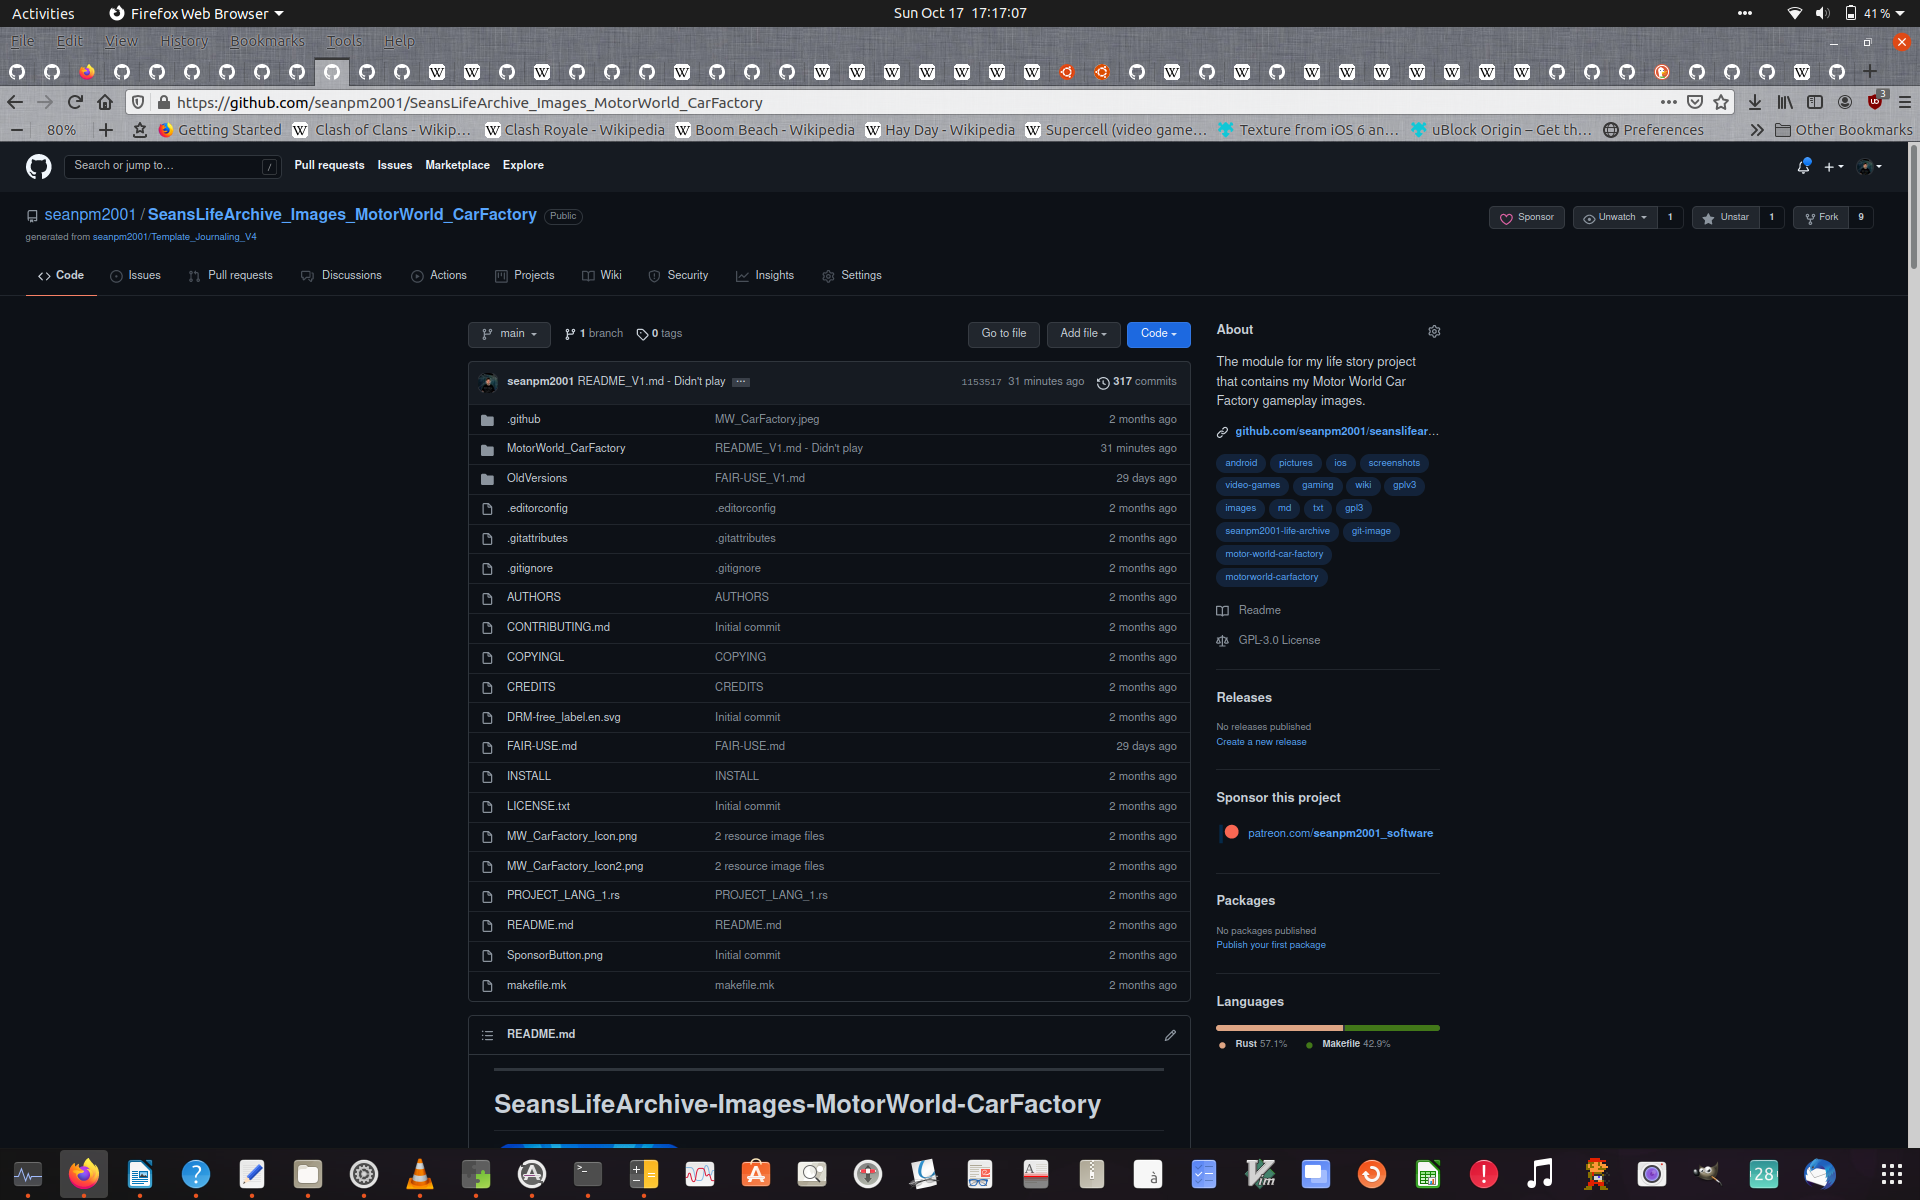 Activities Firefox Web Browser Sun Oct 17 17:17:07 41 %
File Edit View History Bookmarks Tools Help
https://github.com/seanpm2001/SeansLifeArchive_Images_MotorWorld_CarFactory 3
80% Getting Started Clash of Clans - Wikip… Clash Royale - Wikipedia Boom Beach - Wikipedia Hay Day - Wikipedia Supercell (video game… Texture from iOS 6 an… uBlock Origin – Get th… Preferences Other Bookmarks
Search or jump to… / Pull requests Issues Marketplace Explore
seanpm2001 / SeansLifeArchive_Images_MotorWorld_CarFactory Public Sponsor Unwatch 1 Unstar 1 Fork 9
generated from seanpm2001/Template_Journaling_V4
Code Issues Pull requests Discussions Actions Projects Wiki Security Insights Settings
main 1 branch 0 tags Go to file Add file Code
seanpm2001 README_V1.md - Didn't play 1153517 31 minutes ago 317 commits
.github MW_CarFactory.jpeg 2 months ago
MotorWorld_CarFactory README_V1.md - Didn't play 31 minutes ago
OldVersions FAIR-USE_V1.md 29 days ago
.editorconfig .editorconfig 2 months ago
.gitattributes .gitattributes 2 months ago
.gitignore .gitignore 2 months ago
AUTHORS AUTHORS 2 months ago
CONTRIBUTING.md Initial commit 2 months ago
COPYINGL COPYING 2 months ago
CREDITS CREDITS 2 months ago
DRM-free_label.en.svg Initial commit 2 months ago
FAIR-USE.md FAIR-USE.md 29 days ago
INSTALL INSTALL 2 months ago
LICENSE.txt Initial commit 2 months ago
MW_CarFactory_Icon.png 2 resource image files 2 months ago
MW_CarFactory_Icon2.png 2 resource image files 2 months ago
PROJECT_LANG_1.rs PROJECT_LANG_1.rs 2 months ago
README.md README.md 2 months ago
SponsorButton.png Initial commit 2 months ago
makefile.mk makefile.mk 2 months ago
README.md
SeansLifeArchive-Images-MotorWorld-CarFactory
About
The module for my life story project
that contains my Motor World Car
Factory gameplay images.
github.com/seanpm2001/seanslifear…
android pictures ios screenshots
video-games gaming wiki gplv3
images md txt gpl3
seanpm2001-life-archive git-image
motor-world-car-factory
motorworld-carfactory
Readme
GPL-3.0 License
Releases
No releases published
Create a new release
Sponsor this project
patreon.com/seanpm2001_software
Packages
No packages published
Publish your first package
Languages
Rust 57.1% Makefile 42.9%
28